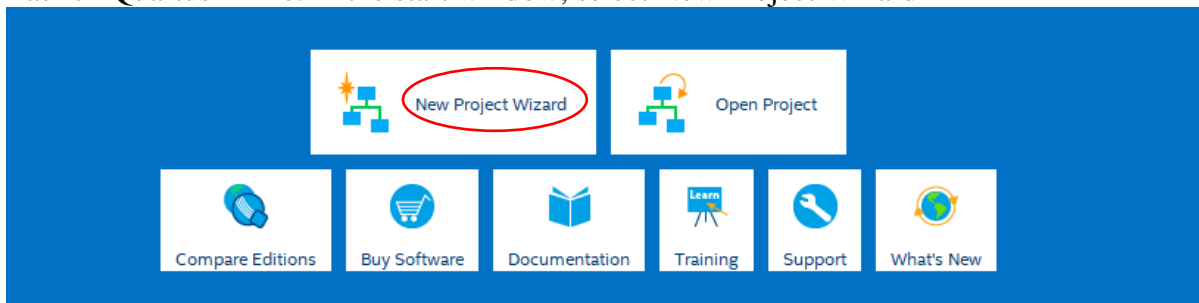 New Project Wizard
Open Project
Learn
Compare Editions
Buy Software
Documentation
Training
Support
What's New